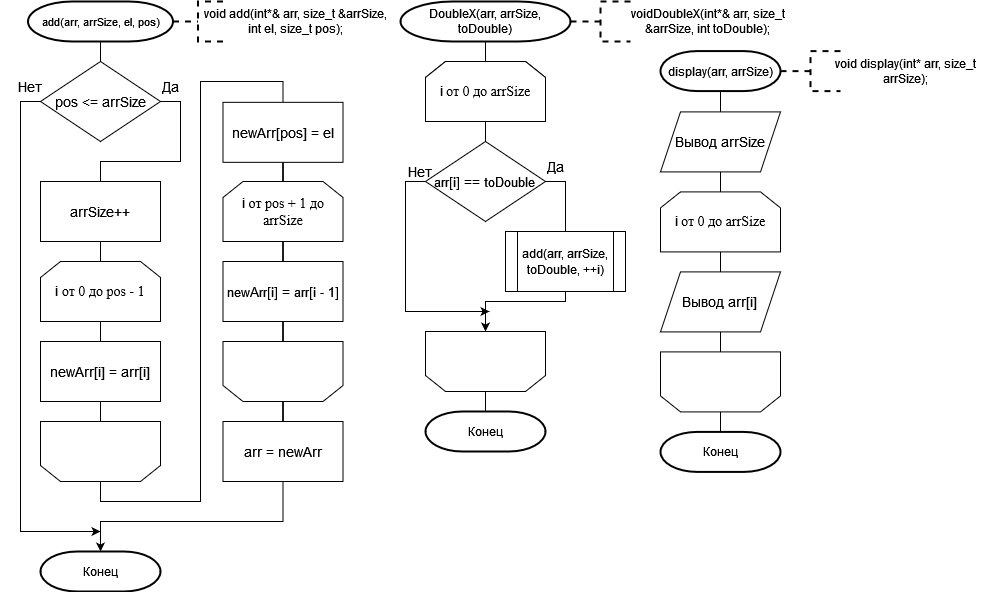 add(arr, arrSize, el, pos)
void add(int*& arr, size_t &arrSize,
int el, size_t pos);
Нет
Да
pos <= arrSize
arrSize++
i от 0 до pos - 1
newArr[i] = arr[i]
newArr[pos] = el
i от pos + 1 до
arrSize
newArr[i] = arr[i - 1]
arr = newArr
Конец
DoubleX(arr, arrSize,
toDouble)
voidDoubleX(int*& arr, size_t
&arrSize, int toDouble);
i от 0 до arrSize
Нет
Да
arr[i] == toDouble
add(arr, arrSize,
toDouble, ++i)
Конец
display(arr, arrSize)
void display(int* arr, size_t
arrSize);
Вывод arrSize
i от 0 до arrSize
Вывод arr[i]
Конец